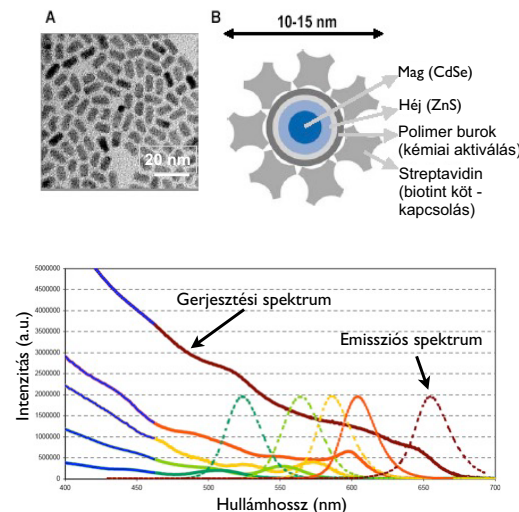 A
20 nm
B
10-15 nm
Mag (CdSe)
Héj (ZnS)
Polimer burok
(kémiai aktiválás)
Streptavidin
(biotint köt -
kapcsolás)
Intenzitás (a.u.)
5000000
4500000
4000000
3500000
3000000
2500000
2000000
1500000
1000000
500000
0
Gerjesztési spektrum
Emissziós spektrum
400 450 500 550 600 650 700
Hullámhossz (nm)